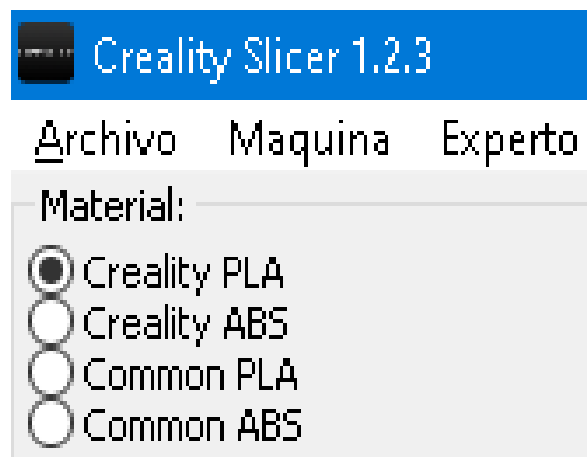 Creality Slicer 1.2.3
Archivo Maquina Experto
Material:
Creality PLA
Creality ABS
Common PLA
Common ABS